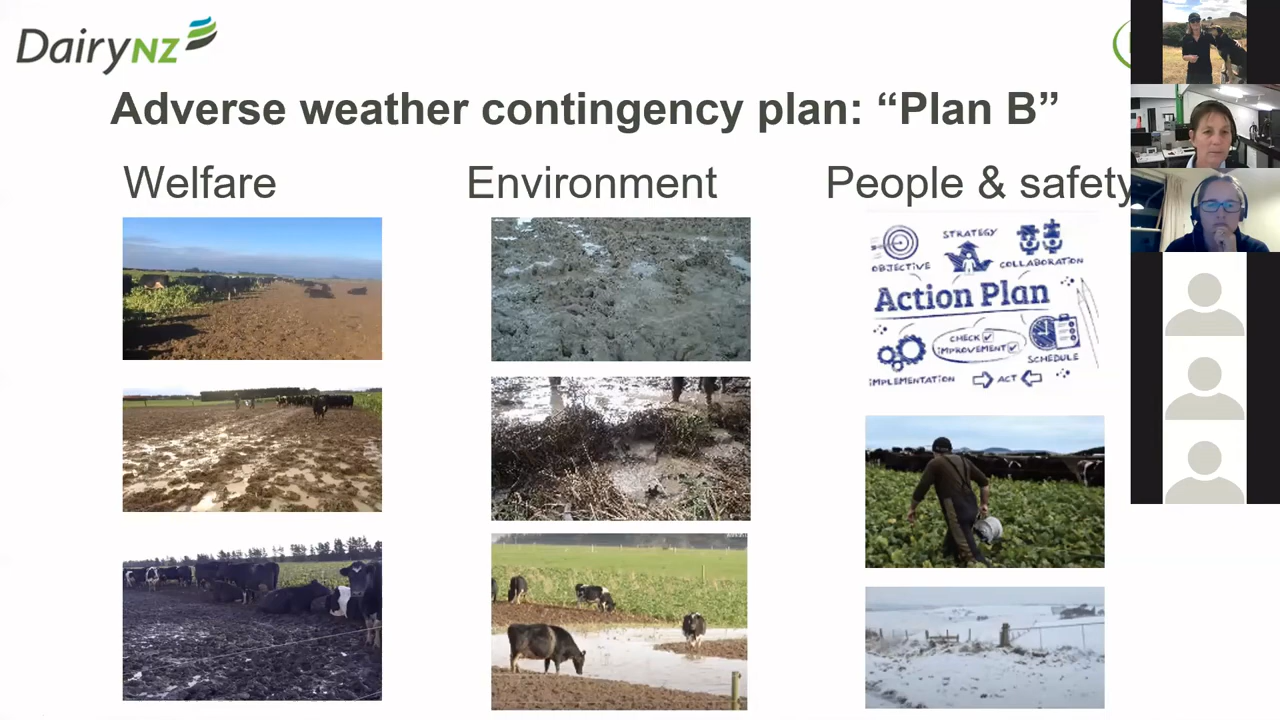 DairyNZ
Adverse weather contingency plan: “Plan B”
Welfare
Environment
People & safety
STRATEGY
OBJECTIVE
COLLABORATION
Action Plan
CHECK
IMPROVEMENT
SCHEDULE
IMPLEMENTATION
ACT